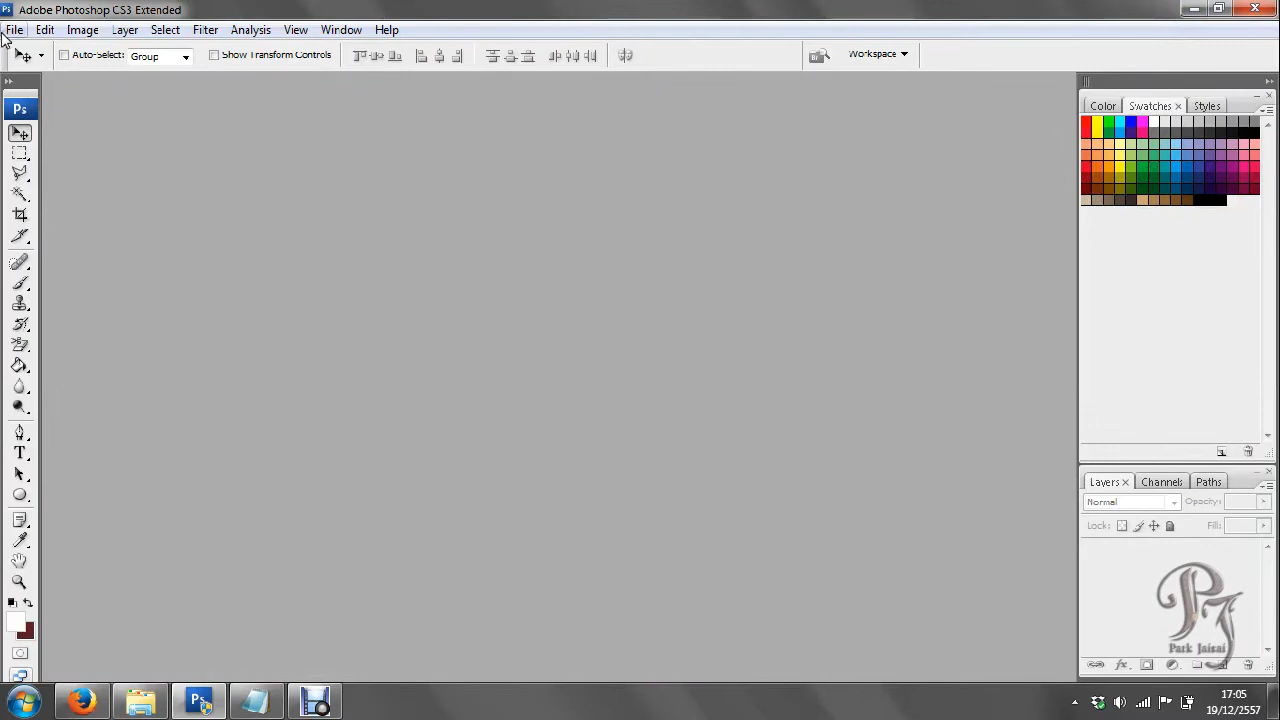 Adobe Photoshop CS3 Extended
File Edit Image Layer Select Filter Analysis View Window Help
Auto-Select: Group Show Transform Controls Workspace
Ps
Color Swatches Styles
T
Layers Channels Paths
Normal Opacity:
Lock: Fill:
PJ
Park Jaisai
Ps
17:05
19/12/2557